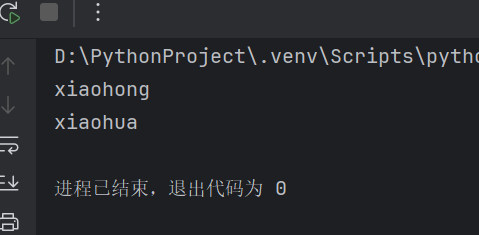 D:\PythonProject\.venv\Scripts\pytho
xiaohong
xiaohua
进程已结束，退出代码为 0